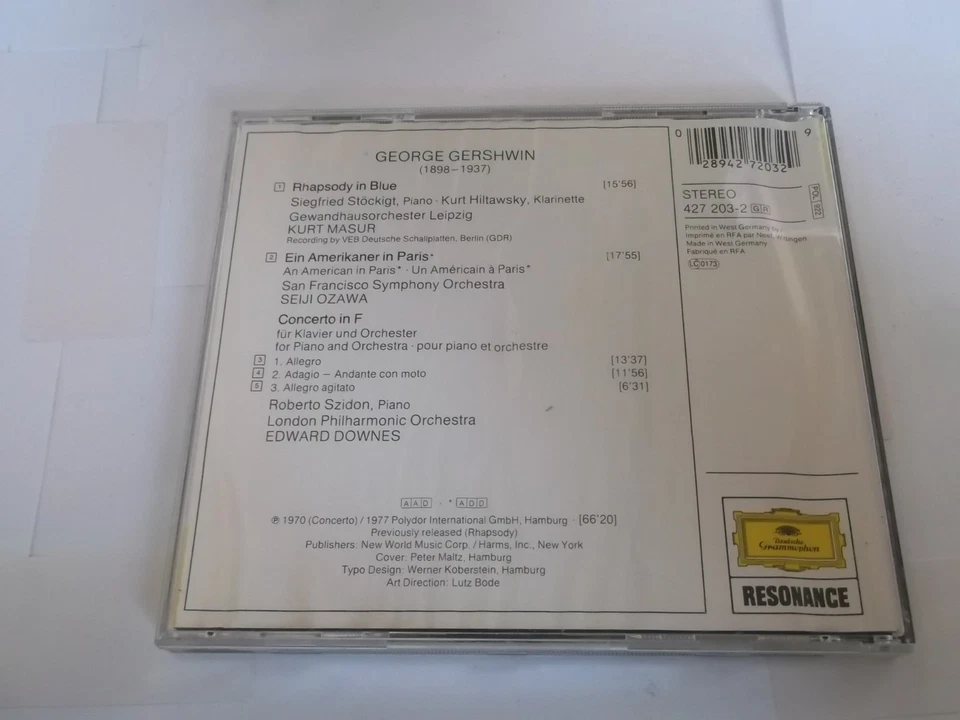 GEORGE GERSHWIN
(1898–1937)
1 Rhapsody in Blue [15'56]
Siegfried Stöckigt, Piano · Kurt Hiltawsky, Klarinette
Gewandhausorchester Leipzig
KURT MASUR
Recording by VEB Deutsche Schallplatten, Berlin (GDR)
2 Ein Amerikaner in Paris* [17'55]
An American in Paris* · Un Américain à Paris*
San Francisco Symphony Orchestra
SEIJI OZAWA
Concerto in F
für Klavier und Orchester
for Piano and Orchestra · pour piano et orchestre
3 1. Allegro [13'37]
4 2. Adagio – Andante con moto [11'56]
5 3. Allegro agitato [6'31]
Roberto Szidon, Piano
London Philharmonic Orchestra
EDWARD DOWNES
AAD · * ADD
℗ 1970 (Concerto) / 1977 Polydor International GmbH, Hamburg · [66'20]
Previously released (Rhapsody)
Publishers: New World Music Corp. / Harms, Inc., New York
Cover: Peter Maltz, Hamburg
Typo Design: Werner Koberstein, Hamburg
Art Direction: Lutz Bode
0 28942 72032 9
STEREO
427 203-2 GR
POL 922
Printed in West Germany by
Imprimé en RFA par Neef, Wittingen
Made in West Germany
Fabriqué en RFA
LC 0173
Deutsche
Grammophon
RESONANCE